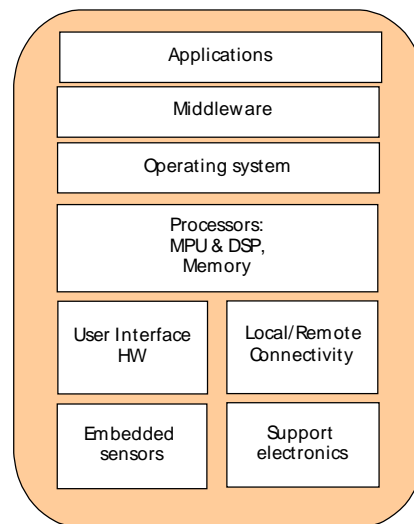 Applications
Middleware
Operating system
Processors:
MPU & DSP,
Memory
User Interface
HW
Local/Remote
Connectivity
Embedded
sensors
Support
electronics